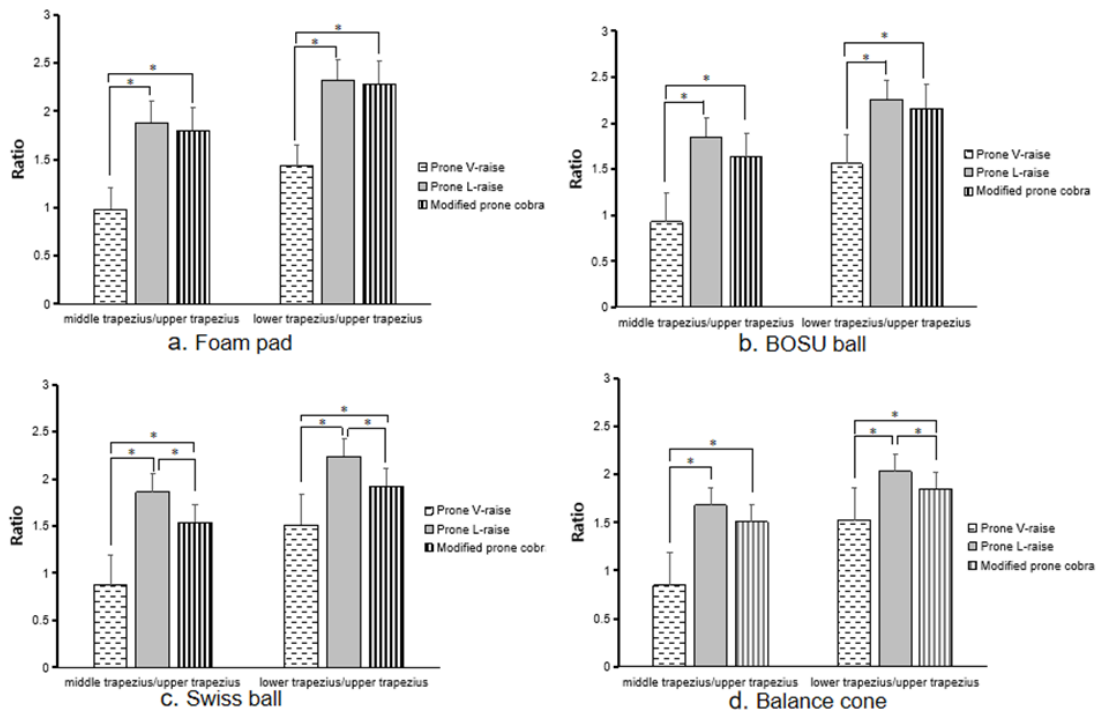 3
2.5
2
1.5
1
0.5
0
Ratio
*
*
*
*
Prone V-raise
Prone L-raise
Modified prone cobra
middle trapezius/upper trapezius lower trapezius/upper trapezius
a. Foam pad
3
2.5
2
1.5
1
0.5
0
Ratio
*
*
*
*
Prone V-raise
Prone L-raise
Modified prone cobra
middle trapezius/upper trapezius lower trapezius/upper trapezius
b. BOSU ball
3
2.5
2
1.5
1
0.5
0
Ratio
*
*
* *
* *
Prone V-raise
Prone L-raise
Modified prone cobr
middle trapezius/upper trapezius lower trapezius/upper trapezius
c. Swiss ball
3
2.5
2
1.5
1
0.5
0
Ratio
*
*
* *
*
Prone V-raise
Prone L-raise
Modified prone cobra
middle trapezius/upper trapezius lower trapezius/upper trapezius
d. Balance cone